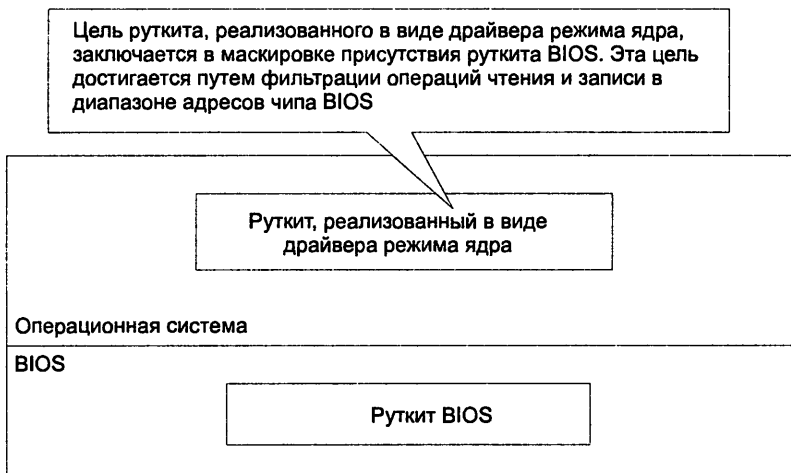 Цель руткита, реализованного в виде драйвера режима ядра,
заключается в маскировке присутствия руткита BIOS. Эта цель
достигается путем фильтрации операций чтения и записи в
диапазоне адресов чипа BIOS
Руткит, реализованный в виде
драйвера режима ядра
Операционная система
BIOS
Руткит BIOS